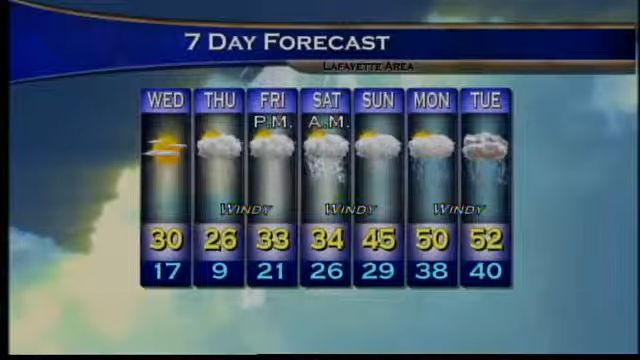 7 DAY FORECAST
LAFAYETTE AREA
WED THU FRI SAT SUN MON TUE
P.M. A.M.
WINDY WINDY WINDY
30 26 33 34 45 50 52
17 9 21 26 29 38 40